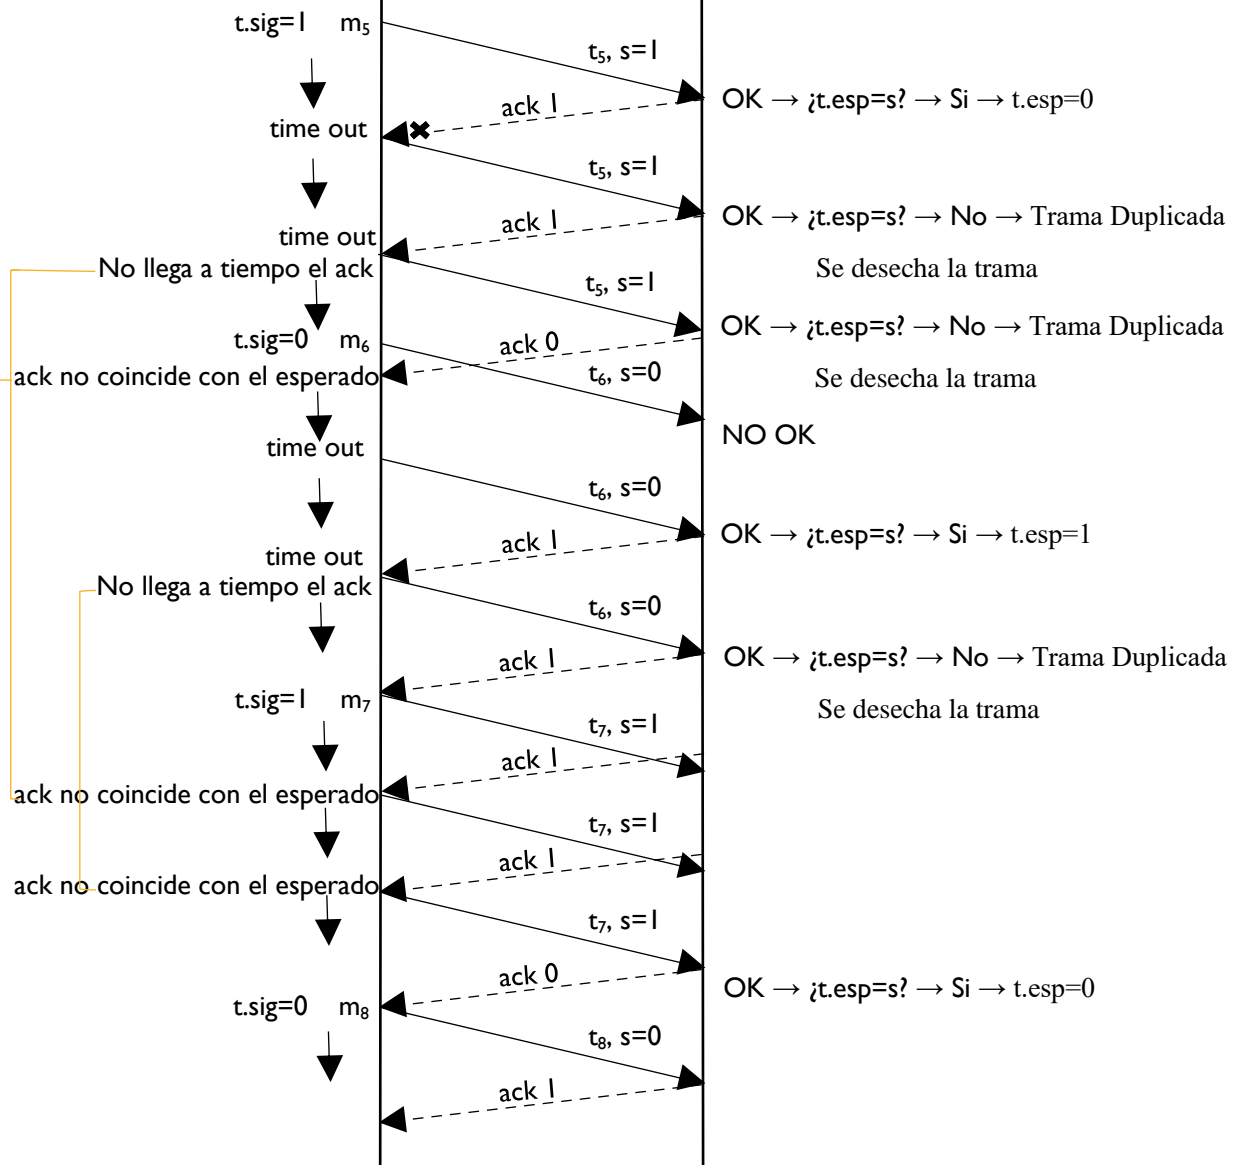 t.sig=1 m₅
t₅, s=1
ack 1
OK → ¿t.esp=s? → Si → t.esp=0
time out
t₅, s=1
ack 1
OK → ¿t.esp=s? → No → Trama Duplicada
time out
No llega a tiempo el ack
Se desecha la trama
t₅, s=1
OK → ¿t.esp=s? → No → Trama Duplicada
t.sig=0 m₆
ack 0
ack no coincide con el esperado
t₆, s=0
Se desecha la trama
NO OK
time out
t₆, s=0
OK → ¿t.esp=s? → Si → t.esp=1
ack 1
time out
No llega a tiempo el ack
t₆, s=0
ack 1
OK → ¿t.esp=s? → No → Trama Duplicada
t.sig=1 m₇
Se desecha la trama
t₇, s=1
ack 1
ack no coincide con el esperado
t₇, s=1
ack 1
ack no coincide con el esperado
t₇, s=1
ack 0
OK → ¿t.esp=s? → Si → t.esp=0
t.sig=0 m₈
t₈, s=0
ack 1